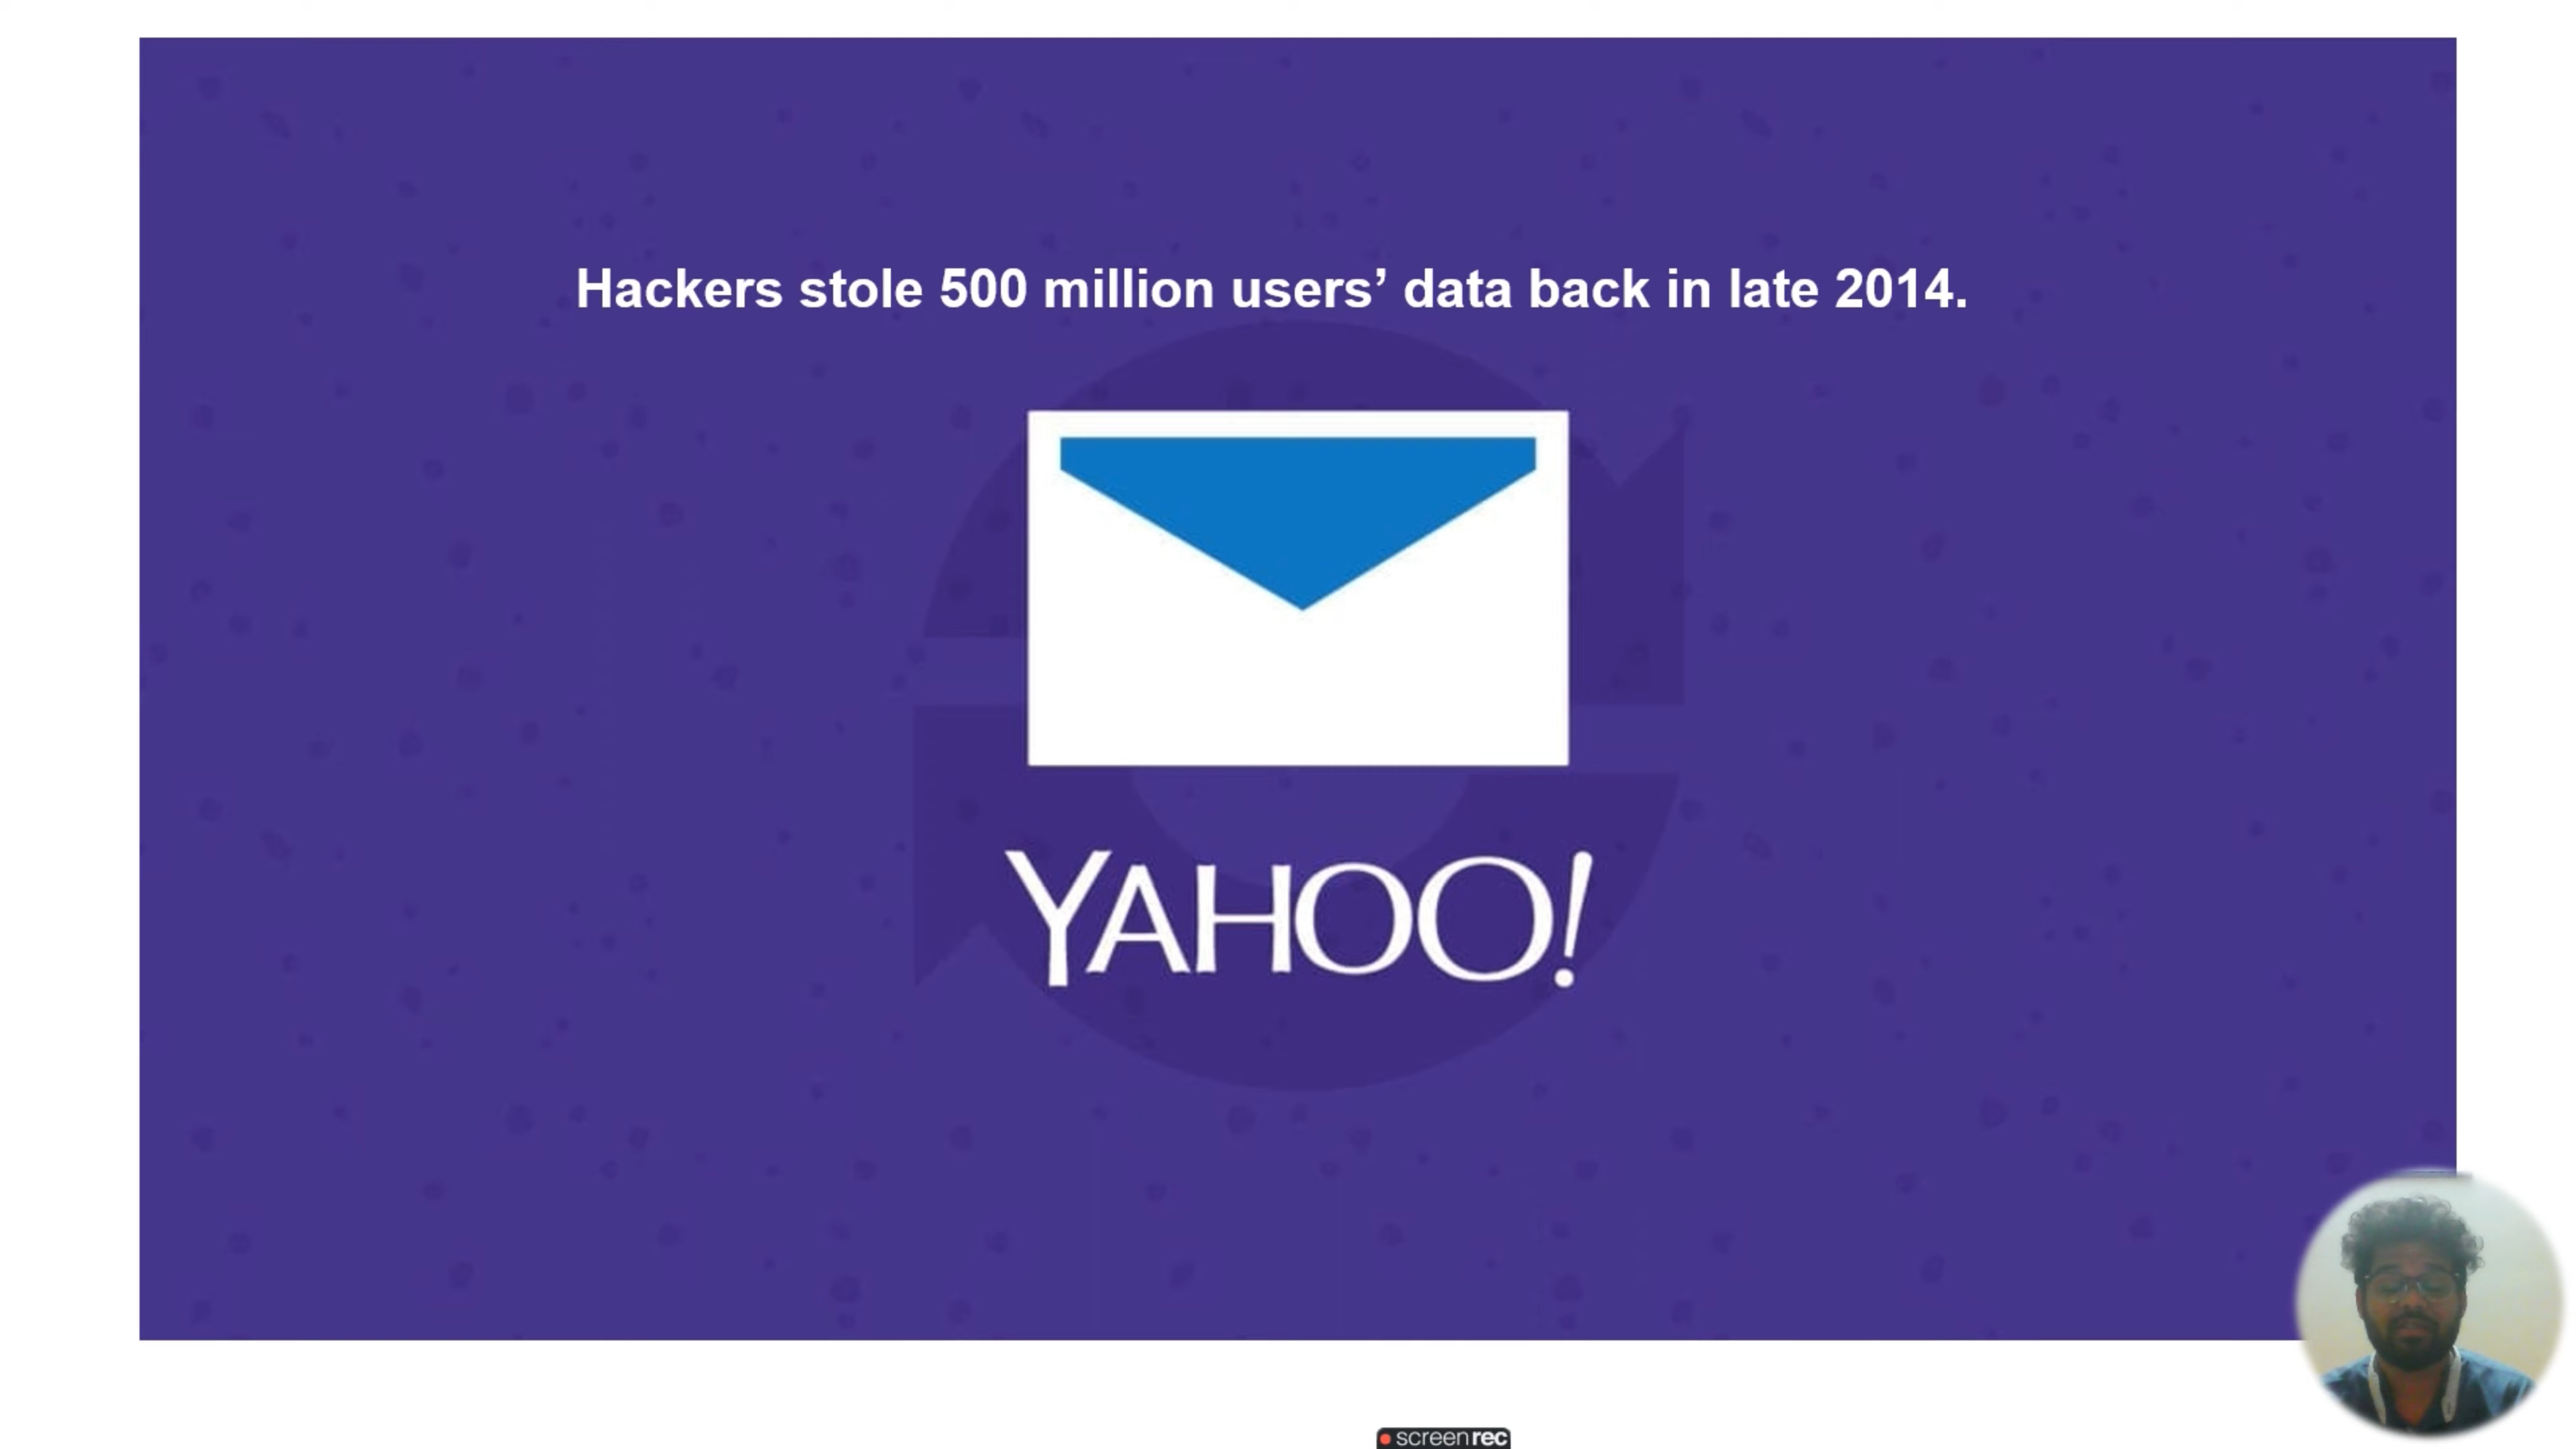 Hackers stole 500 million users’ data back in late 2014.
YAHOO!
screenrec